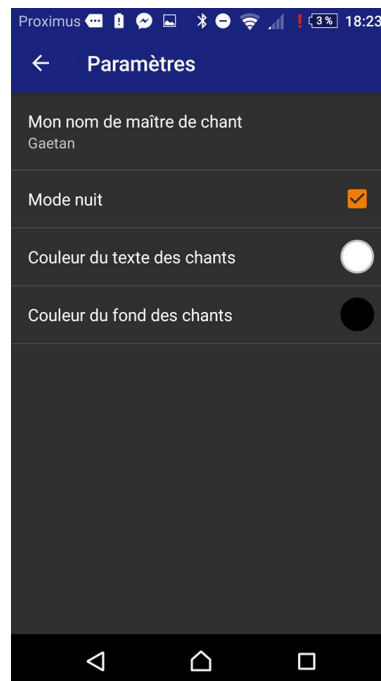 Proximus 3% 18:23
Paramètres
Mon nom de maître de chant
Gaetan
Mode nuit
Couleur du texte des chants
Couleur du fond des chants